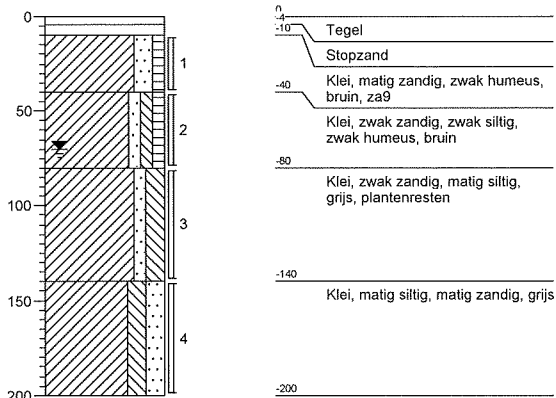 0
50
100
150
200
1
2
3
4
0
-4
-10
Tegel
Stopzand
-40
Klei, matig zandig, zwak humeus,
bruin, za9
Klei, zwak zandig, zwak siltig,
zwak humeus, bruin
-80
Klei, zwak zandig, matig siltig,
grijs, plantenresten
-140
Klei, matig siltig, matig zandig, grijs
-200